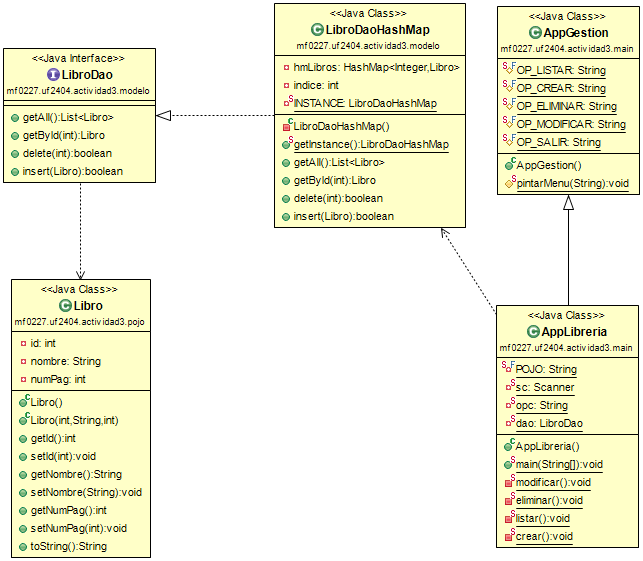 <<Java Interface>>
LibroDao
mf0227.uf2404.actividad3.modelo
getAll():List<Libro>
getById(int):Libro
delete(int):boolean
insert(Libro):boolean
<<Java Class>>
LibroDaoHashMap
mf0227.uf2404.actividad3.modelo
hmLibros: HashMap<Integer,Libro>
indice: int
INSTANCE: LibroDaoHashMap
LibroDaoHashMap()
getInstance():LibroDaoHashMap
getAll():List<Libro>
getById(int):Libro
delete(int):boolean
insert(Libro):boolean
<<Java Class>>
AppGestion
mf0227.uf2404.actividad3.main
OP_LISTAR: String
OP_CREAR: String
OP_ELIMINAR: String
OP_MODIFICAR: String
OP_SALIR: String
AppGestion()
pintarMenu(String):void
<<Java Class>>
Libro
mf0227.uf2404.actividad3.pojo
id: int
nombre: String
numPag: int
Libro()
Libro(int,String,int)
getId():int
setId(int):void
getNombre():String
setNombre(String):void
getNumPag():int
setNumPag(int):void
toString():String
<<Java Class>>
AppLibreria
mf0227.uf2404.actividad3.main
POJO: String
sc: Scanner
opc: String
dao: LibroDao
AppLibreria()
main(String[]):void
modificar():void
eliminar():void
listar():void
crear():void